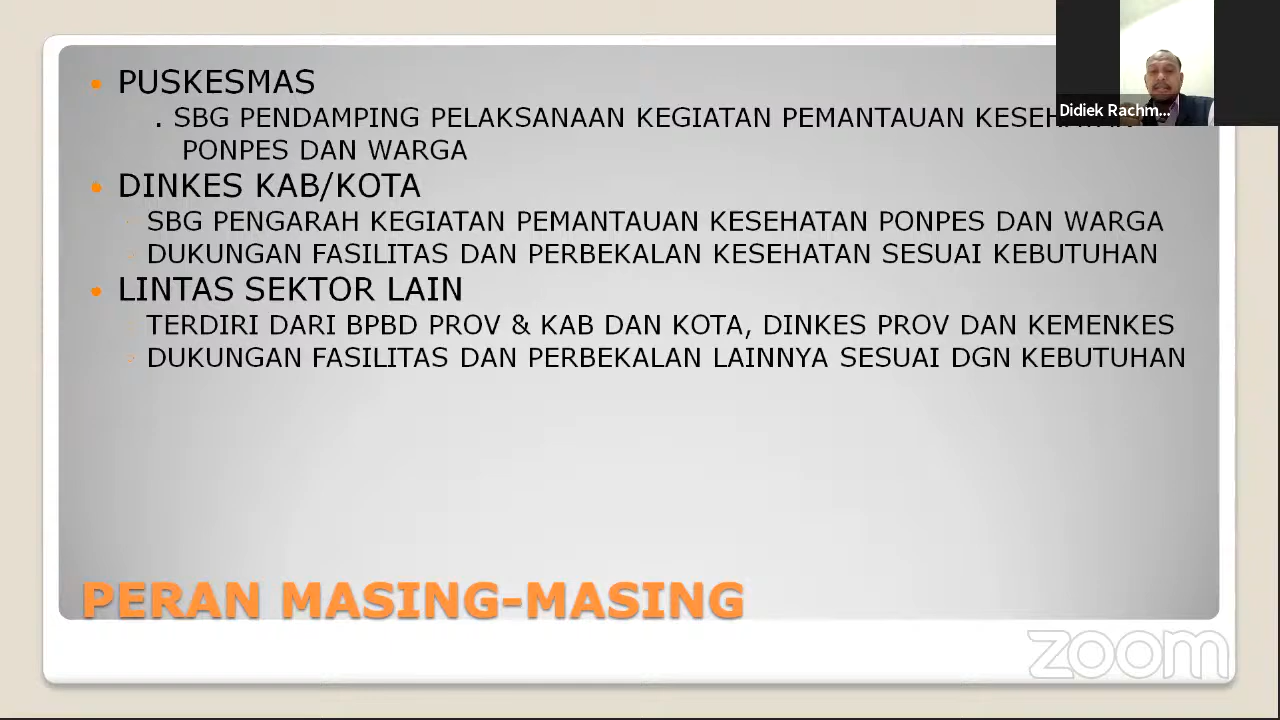 PUSKESMAS
. SBG PENDAMPING PELAKSANAAN KEGIATAN PEMANTAUAN
PONPES DAN WARGA
DINKES KAB/KOTA
SBG PENGARAH KEGIATAN PEMANTAUAN KESEHATAN PONPES DAN WARGA
DUKUNGAN FASILITAS DAN PERBEKALAN KESEHATAN SESUAI KEBUTUHAN
LINTAS SEKTOR LAIN
TERDIRI DARI BPBD PROV & KAB DAN KOTA, DINKES PROV DAN KEMENKES
DUKUNGAN FASILITAS DAN PERBEKALAN LAINNYA SESUAI DGN KEBUTUHAN
PERAN MASING-MASING
Didiek Rachm...
zoom